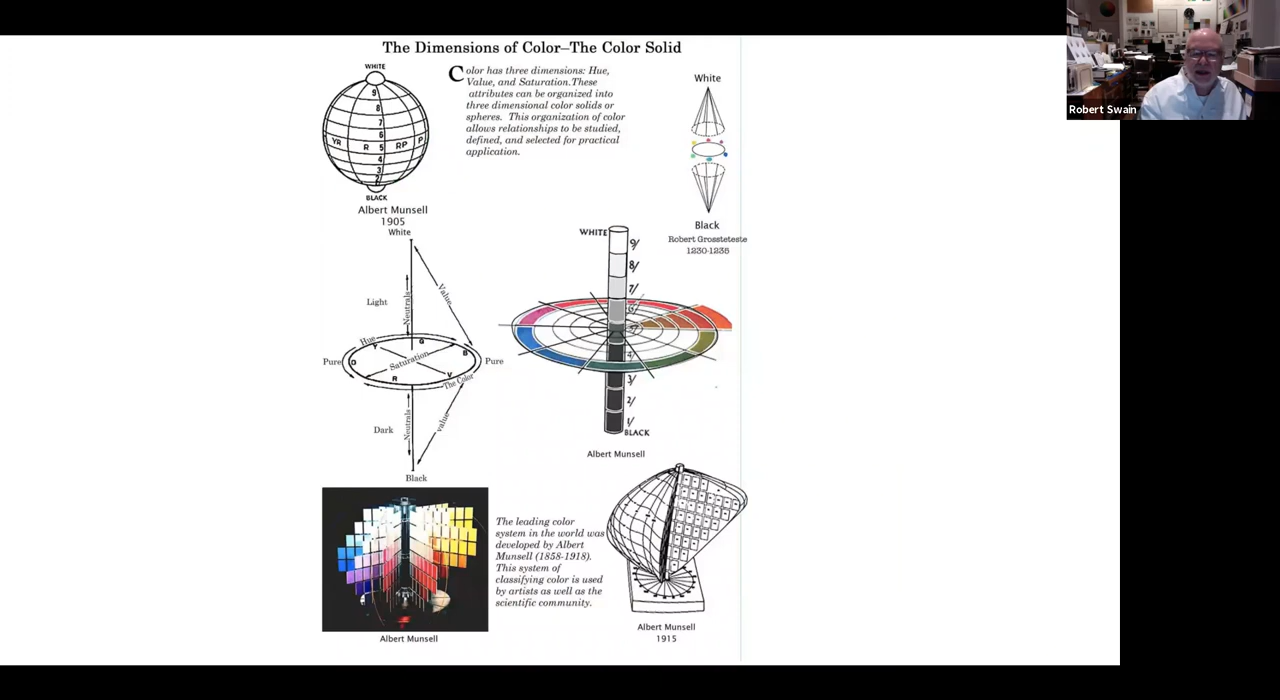 The Dimensions of Color–The Color Solid
Robert Swain
WHITE
9
8
7
6
YR R 5 RP P
4
3
2
BLACK
Albert Munsell
1905
Color has three dimensions: Hue,
Value, and Saturation.These
attributes can be organized into
three dimensional color solids or
spheres. This organization of color
allows relationships to be studied,
defined, and selected for practical
application.
White
Black
Robert Grossteteste
1230-1235
White
Light
Neutrals
Value
Hue
Y
G
Pure
O
Saturation
B
Pure
R
V
The Color
Dark
Neutrals
value
Black
WHITE
9/
8/
7/
4/
3/
2/
1/
BLACK
Albert Munsell
Albert Munsell
The leading color
system in the world was
developed by Albert
Munsell (1858-1918).
This system of
classifying color is used
by artists as well as the
scientific community.
Albert Munsell
1915